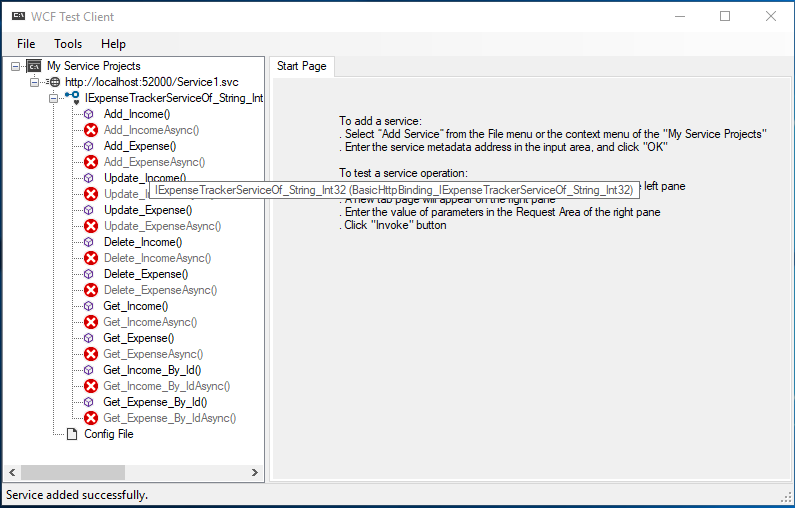 WCF Test Client
File Tools Help
My Service Projects
http://localhost:52000/Service1.svc
IExpenseTrackerServiceOf_String_Int
Add_Income()
Add_IncomeAsync()
Add_Expense()
Add_ExpenseAsync()
Update_Income()
Update_In
Update_Expense()
Update_ExpenseAsync()
Delete_Income()
Delete_IncomeAsync()
Delete_Expense()
Delete_ExpenseAsync()
Get_Income()
Get_IncomeAsync()
Get_Expense()
Get_ExpenseAsync()
Get_Income_By_Id()
Get_Income_By_IdAsync()
Get_Expense_By_Id()
Get_Expense_By_IdAsync()
Config File
Start Page
To add a service:
. Select "Add Service" from the File menu or the context menu of the "My Service Projects"
. Enter the service metadata address in the input area, and click "OK"
To test a service operation:
IExpenseTrackerServiceOf_String_Int32 (BasicHttpBinding_IExpenseTrackerServiceOf_String_Int32)
left pane
. A new tab page will appear on the right pane
. Enter the value of parameters in the Request Area of the right pane
. Click "Invoke" button
Service added successfully.